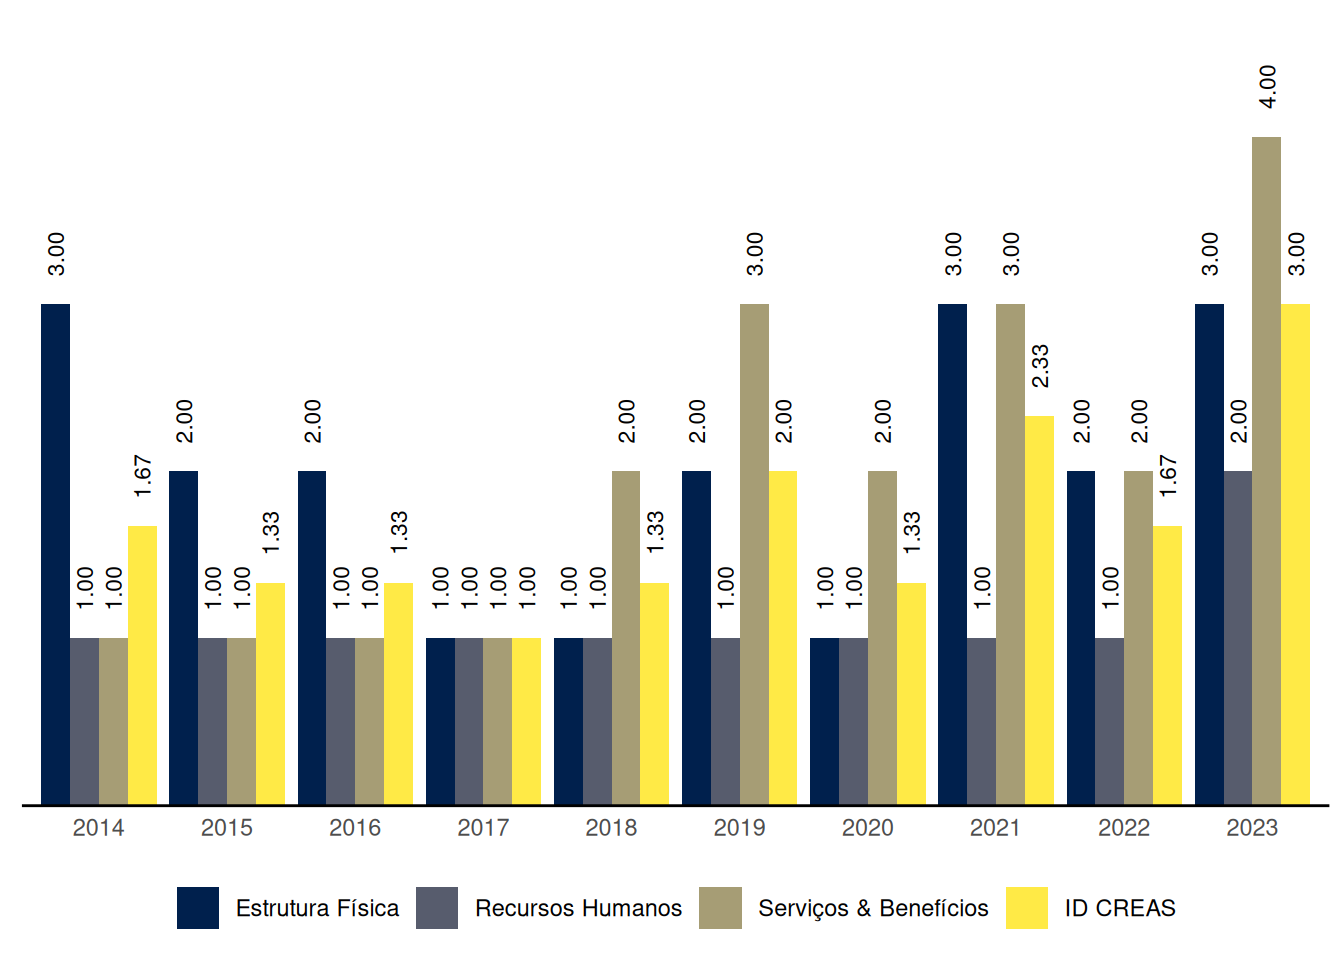 4.00
3.00 3.00 3.00 3.00 3.00 3.00
2.33
2.00 2.00 2.00 2.00 2.00 2.00 2.00 2.00 2.00
1.67 1.67
1.33 1.33 1.33 1.33
1.00 1.00 1.00 1.00 1.00 1.00 1.00 1.00 1.00 1.00 1.00 1.00 1.00 1.00 1.00 1.00 1.00
2014 2015 2016 2017 2018 2019 2020 2021 2022 2023
Estrutura Física Recursos Humanos Serviços & Benefícios ID CREAS